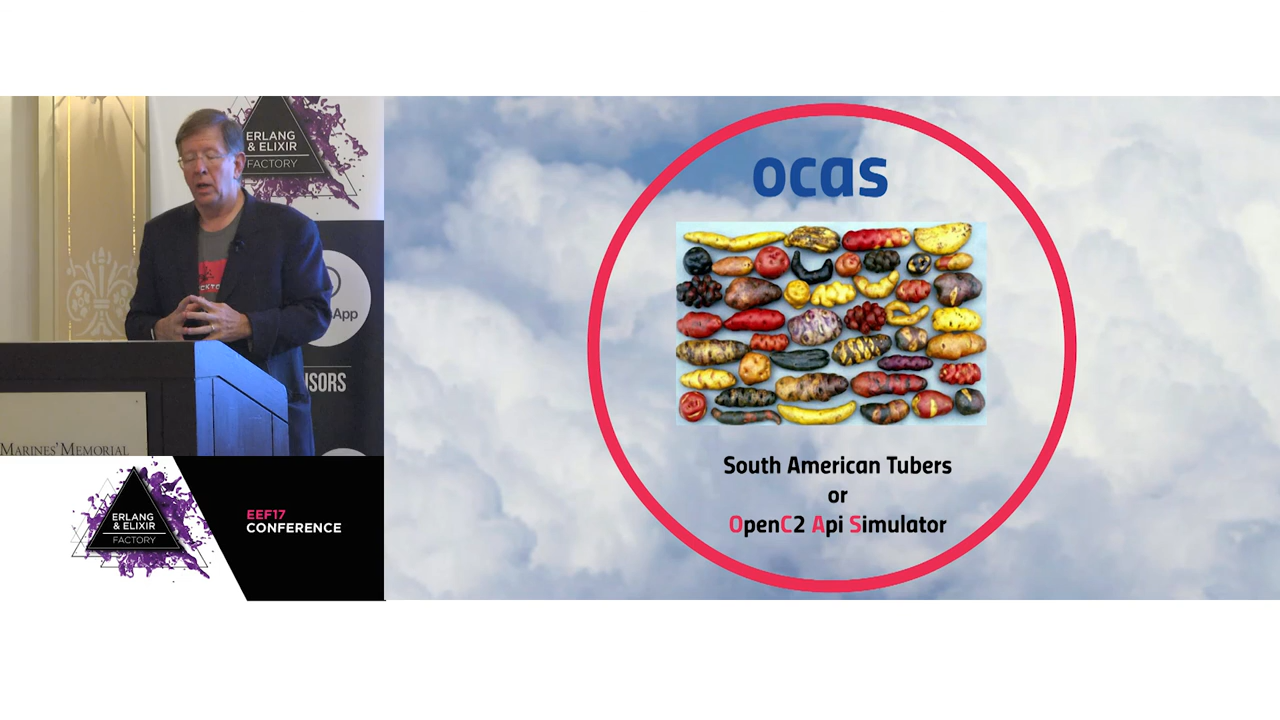 ERLANG
& ELIXIR
FACTORY
App
SORS
MARINES' MEMORIAL
ERLANG
& ELIXIR
FACTORY
EEF17
CONFERENCE
ocas
South American Tubers
or
OpenC2 Api Simulator